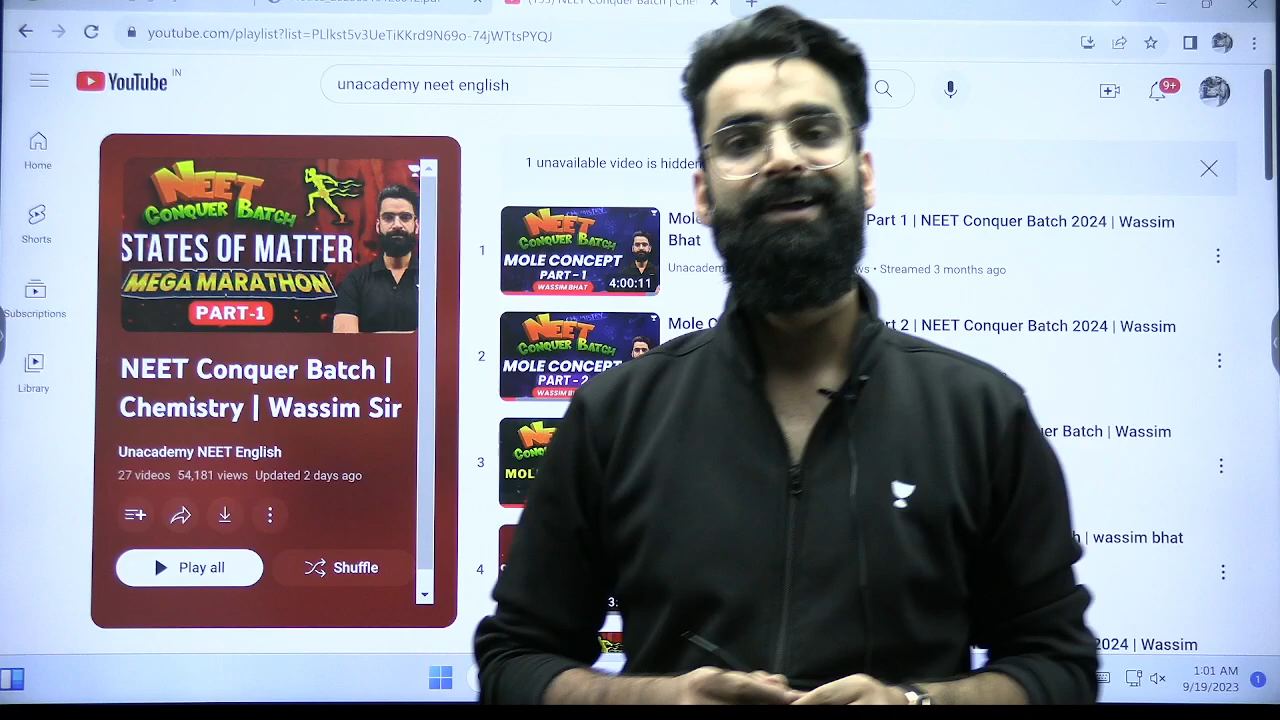 youtube.com/playlist?list=PLlkst5v3UeTiKKrd9N69o-74jWTtsPYQJ
YouTube IN
unacademy neet english
9+
Home
Shorts
Subscriptions
Library
NEET
CONQUER BATCH
STATES OF MATTER
MEGA MARATHON
PART-1
NEET Conquer Batch |
Chemistry | Wassim Sir
Unacademy NEET English
27 videos 54,181 views Updated 2 days ago
Play all
Shuffle
1 unavailable video is hidden
1
NEET
CONQUER BATCH
MOLE CONCEPT
PART-1
WASSIM BHAT
4:00:11
Mole
Part 1 | NEET Conquer Batch 2024 | Wassim
Bhat
Unacadem
• Streamed 3 months ago
2
NEET
CONQUER BATCH
MOLE CONCEPT
PART-2
Part 2 | NEET Conquer Batch 2024 | Wassim
3
Batch | Wassim
4
| wassim bhat
3:
2024 | Wassim
1:01 AM
9/19/2023
1